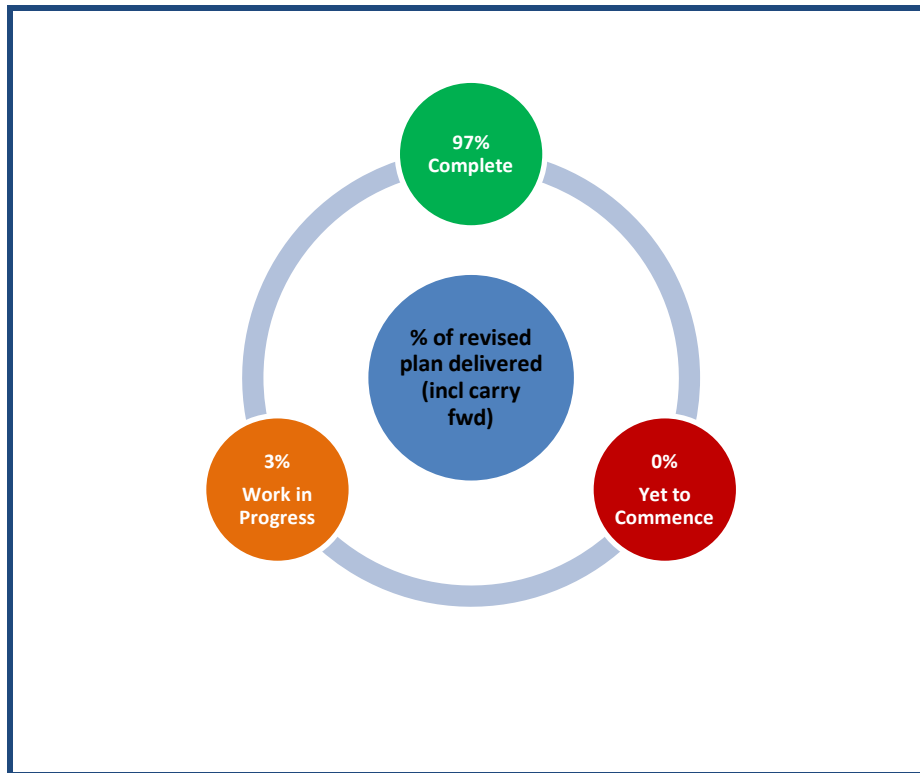 97%
Complete
% of revised
plan delivered
(incl carry
fwd)
3%
Work in
Progress
0%
Yet to
Commence